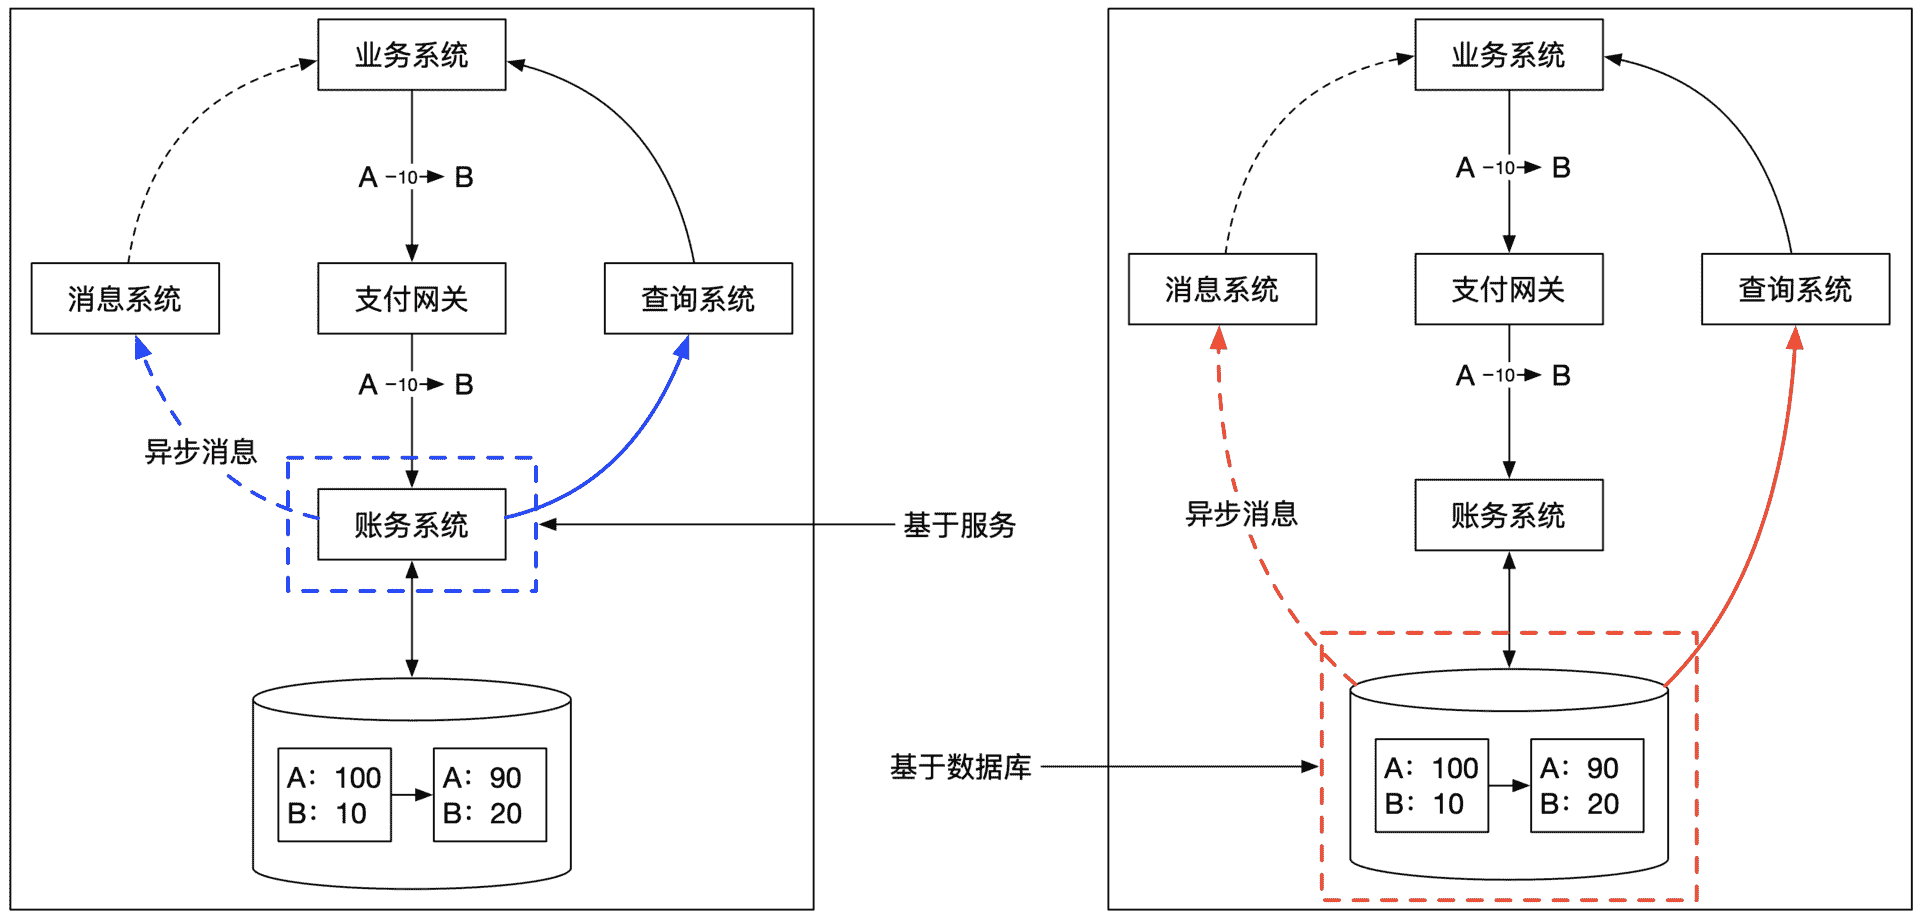 业务系统
A -10→ B
消息系统
支付网关
查询系统
A -10→ B
异步消息
账务系统
基于服务
A：100
B：10
A：90
B：20
业务系统
A -10→ B
消息系统
支付网关
查询系统
A -10→ B
异步消息
账务系统
基于数据库
A：100
B：10
A：90
B：20